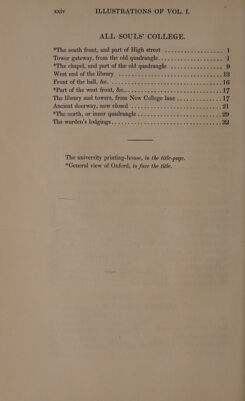 xxiv ILLUSTRATIONS OF VOL. I.
ALL SOULS' COLLEGE.
*The south front, and part of High street .................. 1
Tower gateway, from the old quadrangle .................. 1
*The chapel, and part of the old quadrangle ................ 9
West end of the library ................................ 13
Front of the hall, &c. .................................. 16
*Part of the west front, &c. .............................. 17
The library and towers, from New College lane .............. 17
Ancient doorway, now closed ............................ 21
*The north, or inner quadrangle .......................... 29
The warden's lodgings .................................. 32
The university printing-house, in the title-page.
*General view of Oxford, to face the title.